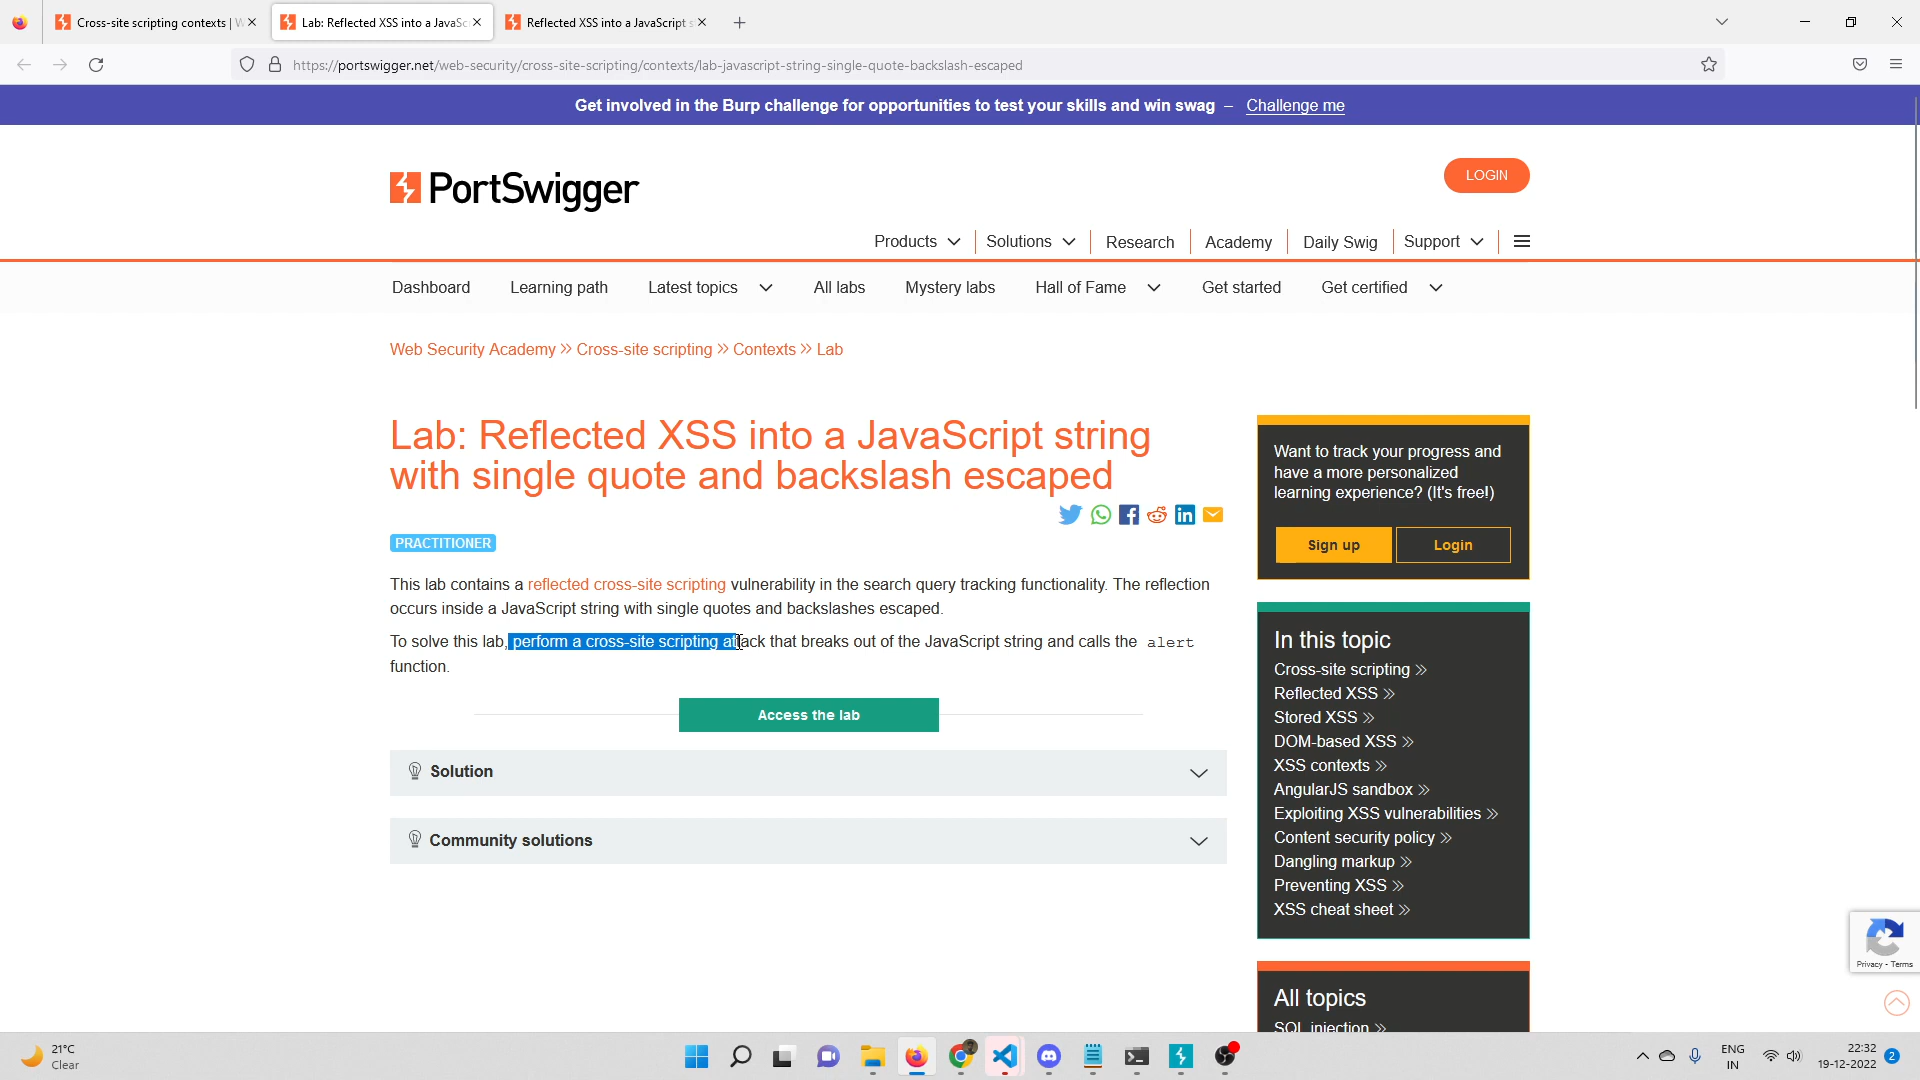 Cross-site scripting contexts | W
Lab: Reflected XSS into a JavaSc
Reflected XSS into a JavaScript s
https://portswigger.net/web-security/cross-site-scripting/contexts/lab-javascript-string-single-quote-backslash-escaped
Get involved in the Burp challenge for opportunities to test your skills and win swag – Challenge me
PortSwigger
LOGIN
Products
Solutions
Research
Academy
Daily Swig
Support
Dashboard
Learning path
Latest topics
All labs
Mystery labs
Hall of Fame
Get started
Get certified
Web Security Academy » Cross-site scripting » Contexts » Lab
Lab: Reflected XSS into a JavaScript string
with single quote and backslash escaped
PRACTITIONER
This lab contains a reflected cross-site scripting vulnerability in the search query tracking functionality. The reflection
occurs inside a JavaScript string with single quotes and backslashes escaped.
To solve this lab, perform a cross-site scripting attack that breaks out of the JavaScript string and calls the alert
function.
Access the lab
Solution
Community solutions
Want to track your progress and
have a more personalized
learning experience? (It's free!)
Sign up
Login
In this topic
Cross-site scripting »
Reflected XSS »
Stored XSS »
DOM-based XSS »
XSS contexts »
AngularJS sandbox »
Exploiting XSS vulnerabilities »
Content security policy »
Dangling markup »
Preventing XSS »
XSS cheat sheet »
All topics
SQL injection »
Privacy - Terms
21°C
Clear
ENG
IN
22:32
19-12-2022
2